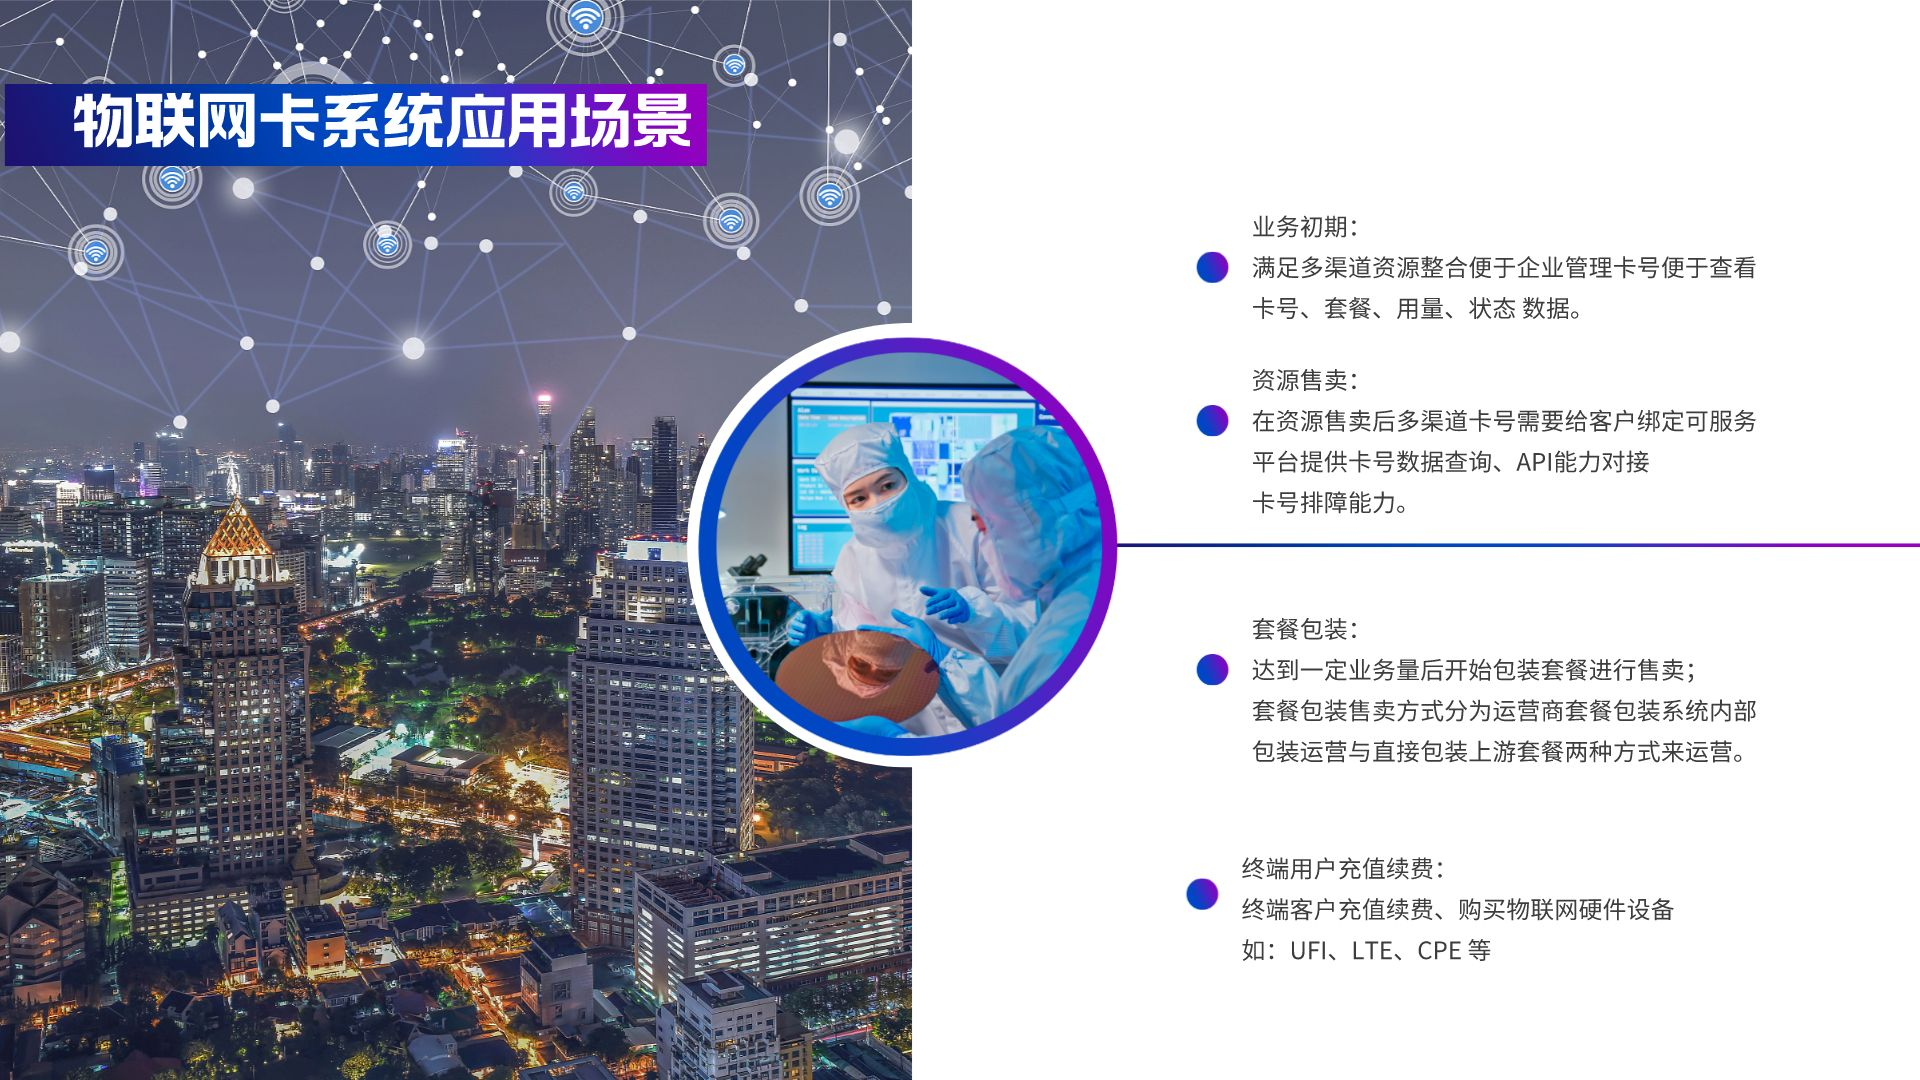 物联网卡系统应用场景
业务初期：
满足多渠道资源整合便于企业管理卡号便于查看
卡号、套餐、用量、状态 数据。
资源售卖：
在资源售卖后多渠道卡号需要给客户绑定可服务
平台提供卡号数据查询、API能力对接
卡号排障能力。
套餐包装：
达到一定业务量后开始包装套餐进行售卖；
套餐包装售卖方式分为运营商套餐包装系统内部
包装运营与直接包装上游套餐两种方式来运营。
终端用户充值续费：
终端客户充值续费、购买物联网硬件设备
如：UFI、LTE、CPE 等